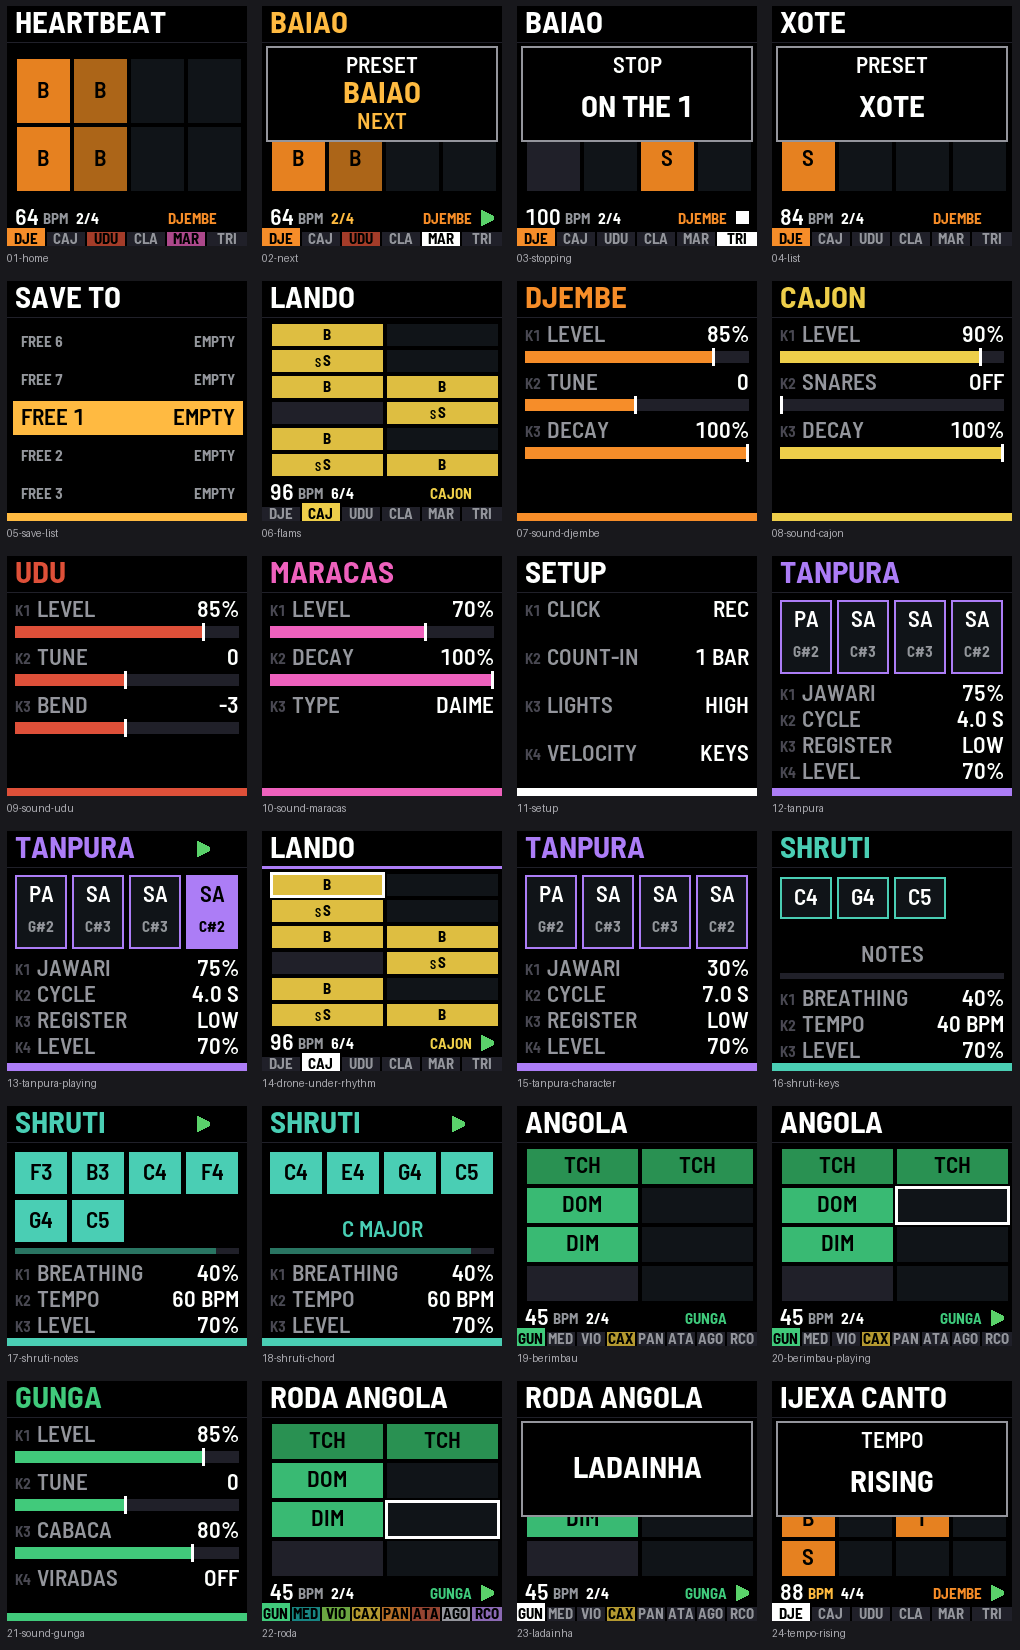 HEARTBEAT
B B
B B
64 BPM 2/4 DJEMBE
DJE CAJ UDU CLA MAR TRI
01-home
BAIAO
PRESET
BAIAO
NEXT
B B
64 BPM 2/4 DJEMBE
DJE CAJ UDU CLA MAR TRI
02-next
BAIAO
STOP
ON THE 1
S
100 BPM 2/4 DJEMBE
DJE CAJ UDU CLA MAR TRI
03-stopping
XOTE
PRESET
XOTE
S
84 BPM 2/4 DJEMBE
DJE CAJ UDU CLA MAR TRI
04-list
SAVE TO
FREE 6 EMPTY
FREE 7 EMPTY
FREE 1 EMPTY
FREE 2 EMPTY
FREE 3 EMPTY
05-save-list
LANDO
B
sS
B B
sS
B
sS B
96 BPM 6/4 CAJON
DJE CAJ UDU CLA MAR TRI
06-flams
DJEMBE
K1 LEVEL 85%
K2 TUNE 0
K3 DECAY 100%
07-sound-djembe
CAJON
K1 LEVEL 90%
K2 SNARES OFF
K3 DECAY 100%
08-sound-cajon
UDU
K1 LEVEL 85%
K2 TUNE 0
K3 BEND -3
09-sound-udu
MARACAS
K1 LEVEL 70%
K2 DECAY 100%
K3 TYPE DAIME
10-sound-maracas
SETUP
K1 CLICK REC
K2 COUNT-IN 1 BAR
K3 LIGHTS HIGH
K4 VELOCITY KEYS
11-setup
TANPURA
PA SA SA SA
G#2 C#3 C#3 C#2
K1 JAWARI 75%
K2 CYCLE 4.0 S
K3 REGISTER LOW
K4 LEVEL 70%
12-tanpura
TANPURA
PA SA SA SA
G#2 C#3 C#3 C#2
K1 JAWARI 75%
K2 CYCLE 4.0 S
K3 REGISTER LOW
K4 LEVEL 70%
13-tanpura-playing
LANDO
B
sS
B B
sS
B
sS B
96 BPM 6/4 CAJON
DJE CAJ UDU CLA MAR TRI
14-drone-under-rhythm
TANPURA
PA SA SA SA
G#2 C#3 C#3 C#2
K1 JAWARI 30%
K2 CYCLE 7.0 S
K3 REGISTER LOW
K4 LEVEL 70%
15-tanpura-character
SHRUTI
C4 G4 C5
NOTES
K1 BREATHING 40%
K2 TEMPO 40 BPM
K3 LEVEL 70%
16-shruti-keys
SHRUTI
F3 B3 C4 F4
G4 C5
K1 BREATHING 40%
K2 TEMPO 60 BPM
K3 LEVEL 70%
17-shruti-notes
SHRUTI
C4 E4 G4 C5
C MAJOR
K1 BREATHING 40%
K2 TEMPO 60 BPM
K3 LEVEL 70%
18-shruti-chord
ANGOLA
TCH TCH
DOM
DIM
45 BPM 2/4 GUNGA
GUN MED VIO CAX PAN ATA AGO RCO
19-berimbau
ANGOLA
TCH TCH
DOM
DIM
45 BPM 2/4 GUNGA
GUN MED VIO CAX PAN ATA AGO RCO
20-berimbau-playing
GUNGA
K1 LEVEL 85%
K2 TUNE 0
K3 CABACA 80%
K4 VIRADAS OFF
21-sound-gunga
RODA ANGOLA
TCH TCH
DOM
DIM
45 BPM 2/4 GUNGA
GUN MED VIO CAX PAN ATA AGO RCO
22-roda
RODA ANGOLA
LADAINHA
DIM
45 BPM 2/4 GUNGA
GUN MED VIO CAX PAN ATA AGO RCO
23-ladainha
IJEXA CANTO
TEMPO
RISING
B T
S
88 BPM 4/4 DJEMBE
DJE CAJ UDU CLA MAR TRI
24-tempo-rising